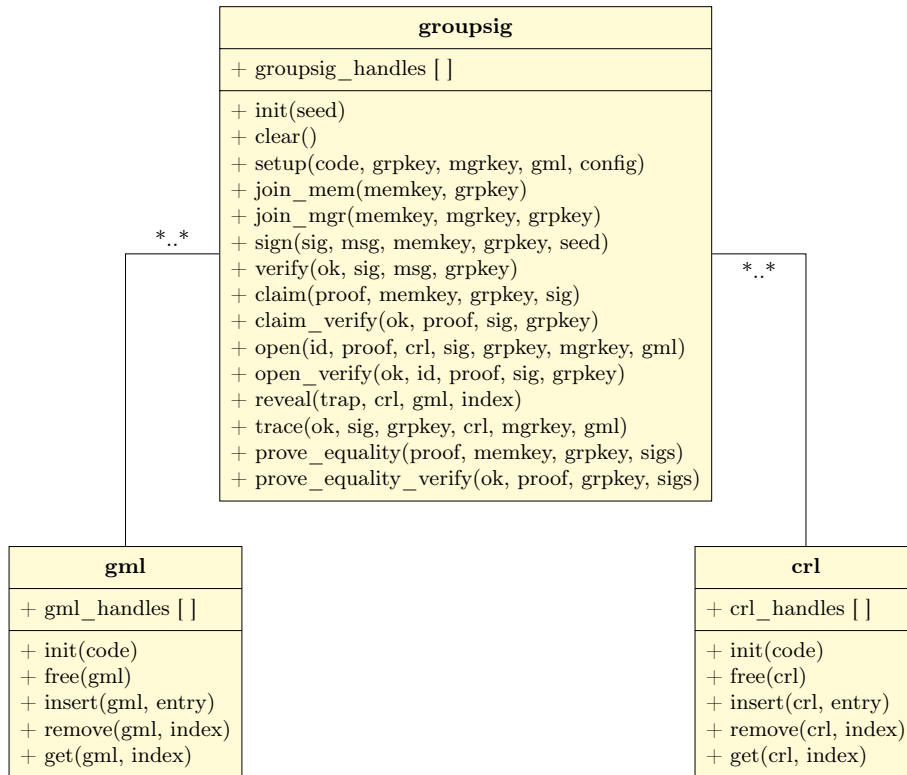 groupsig
+ groupsig_handles [ ]
+ init(seed)
+ clear()
+ setup(code, grpkey, mgrkey, gml, config)
+ join_mem(memkey, grpkey)
+ join_mgr(memkey, mgrkey, grpkey)
+ sign(sig, msg, memkey, grpkey, seed)
+ verify(ok, sig, msg, grpkey)
+ claim(proof, memkey, grpkey, sig)
+ claim_verify(ok, proof, sig, grpkey)
+ open(id, proof, crl, sig, grpkey, mgrkey, gml)
+ open_verify(ok, id, proof, sig, grpkey)
+ reveal(trap, crl, gml, index)
+ trace(ok, sig, grpkey, crl, mgrkey, gml)
+ prove_equality(proof, memkey, grpkey, sigs)
+ prove_equality_verify(ok, proof, grpkey, sigs)
*..*
*..*
gml
+ gml_handles [ ]
+ init(code)
+ free(gml)
+ insert(gml, entry)
+ remove(gml, index)
+ get(gml, index)
crl
+ crl_handles [ ]
+ init(code)
+ free(crl)
+ insert(crl, entry)
+ remove(crl, index)
+ get(crl, index)